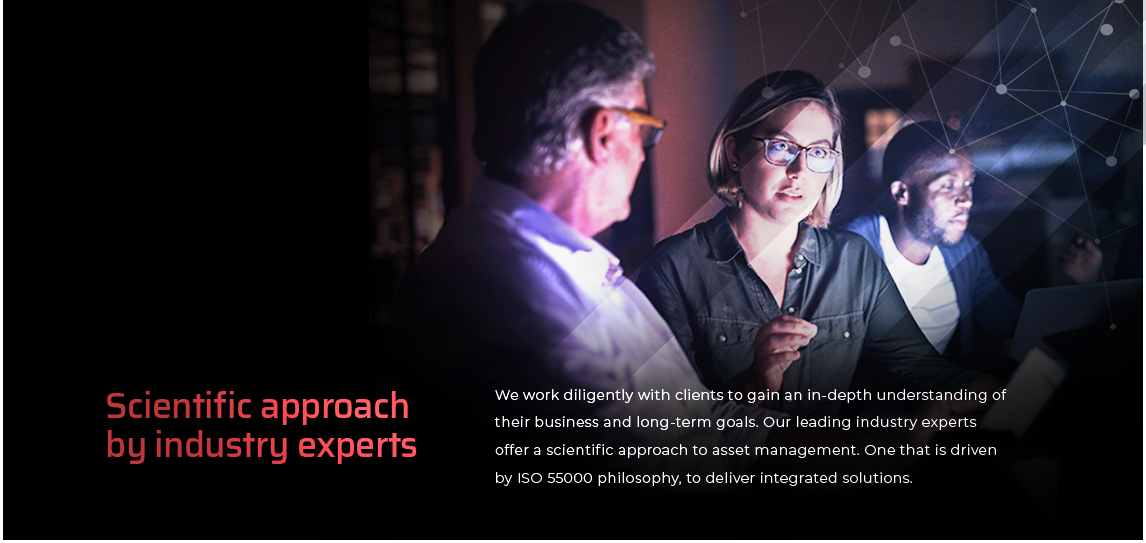 Scientific approach
by industry experts
We work diligently with clients to gain an in-depth understanding of
their business and long-term goals. Our leading industry experts
offer a scientific approach to asset management. One that is driven
by ISO 55000 philosophy, to deliver integrated solutions.